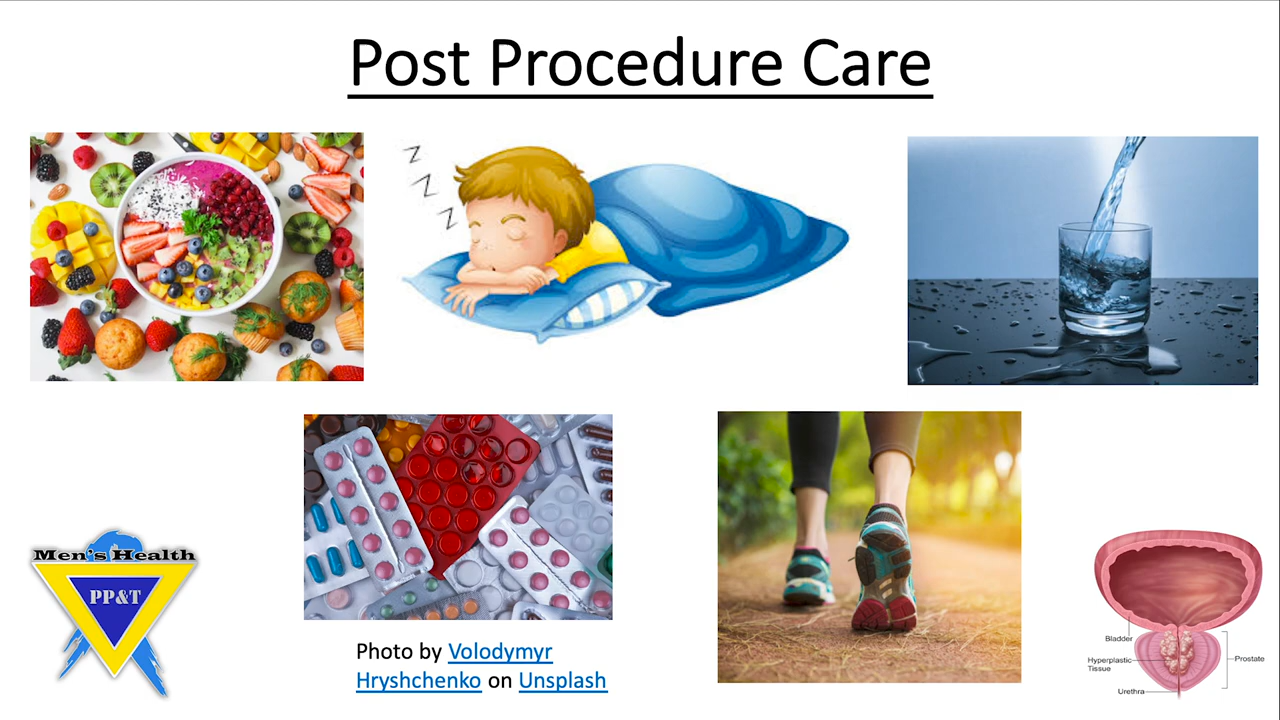 Post Procedure Care
z
z
z
Men's Health
PP&T
Photo by Volodymyr
Hryshchenko on Unsplash
Bladder
Hyperplastic
Tissue
Prostate
Urethra